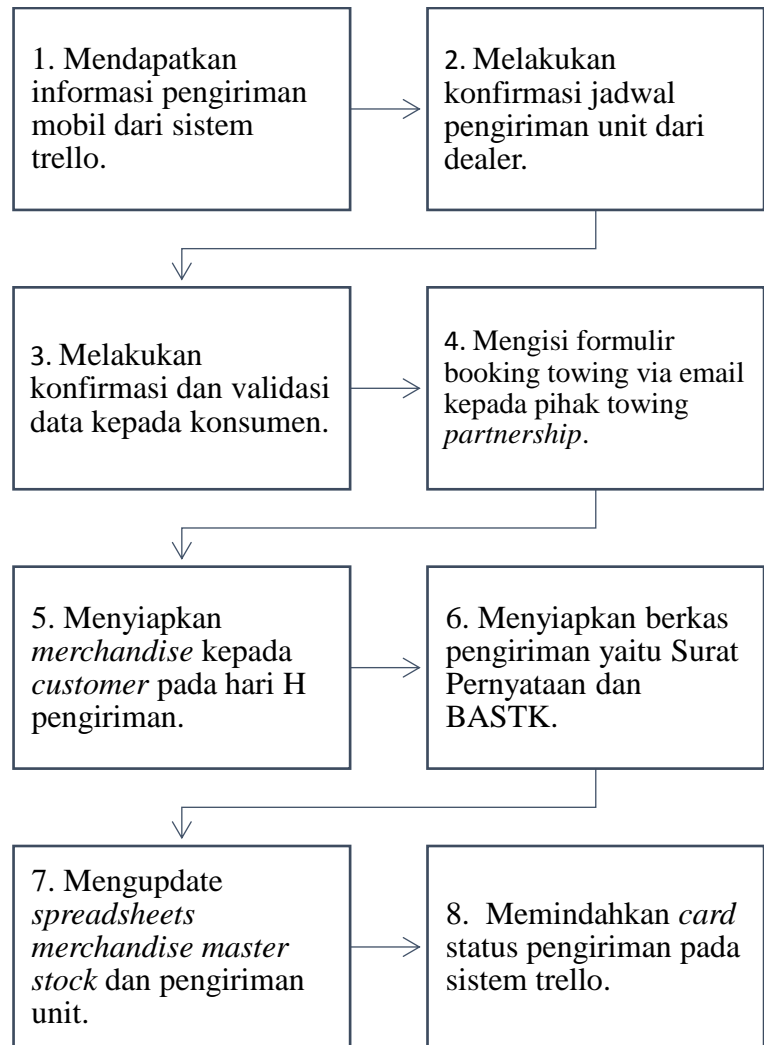 1. Mendapatkan
informasi pengiriman
mobil dari sistem
trello.
2. Melakukan
konfirmasi jadwal
pengiriman unit dari
dealer.
3. Melakukan
konfirmasi dan validasi
data kepada konsumen.
4. Mengisi formulir
booking towing via email
kepada pihak towing
partnership.
5. Menyiapkan
merchandise kepada
customer pada hari H
pengiriman.
6. Menyiapkan berkas
pengiriman yaitu Surat
Pernyataan dan
BASTK.
7. Mengupdate
spreadsheets
merchandise master
stock dan pengiriman
unit.
8. Memindahkan card
status pengiriman pada
sistem trello.